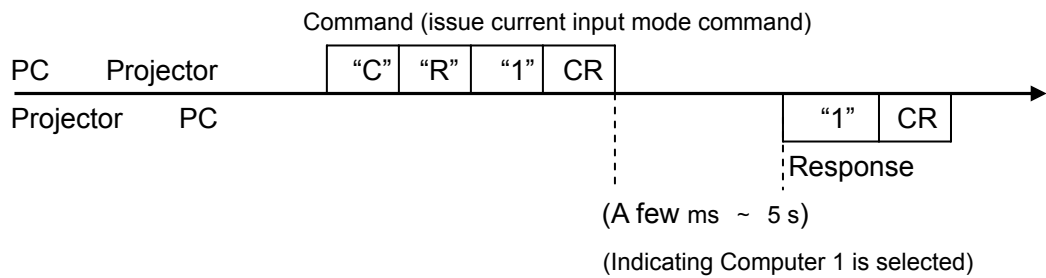 Command (issue current input mode command)
PC Projector “C” “R” “1” CR
Projector PC “1” CR
Response
(A few ms ~ 5 s)
(Indicating Computer 1 is selected)